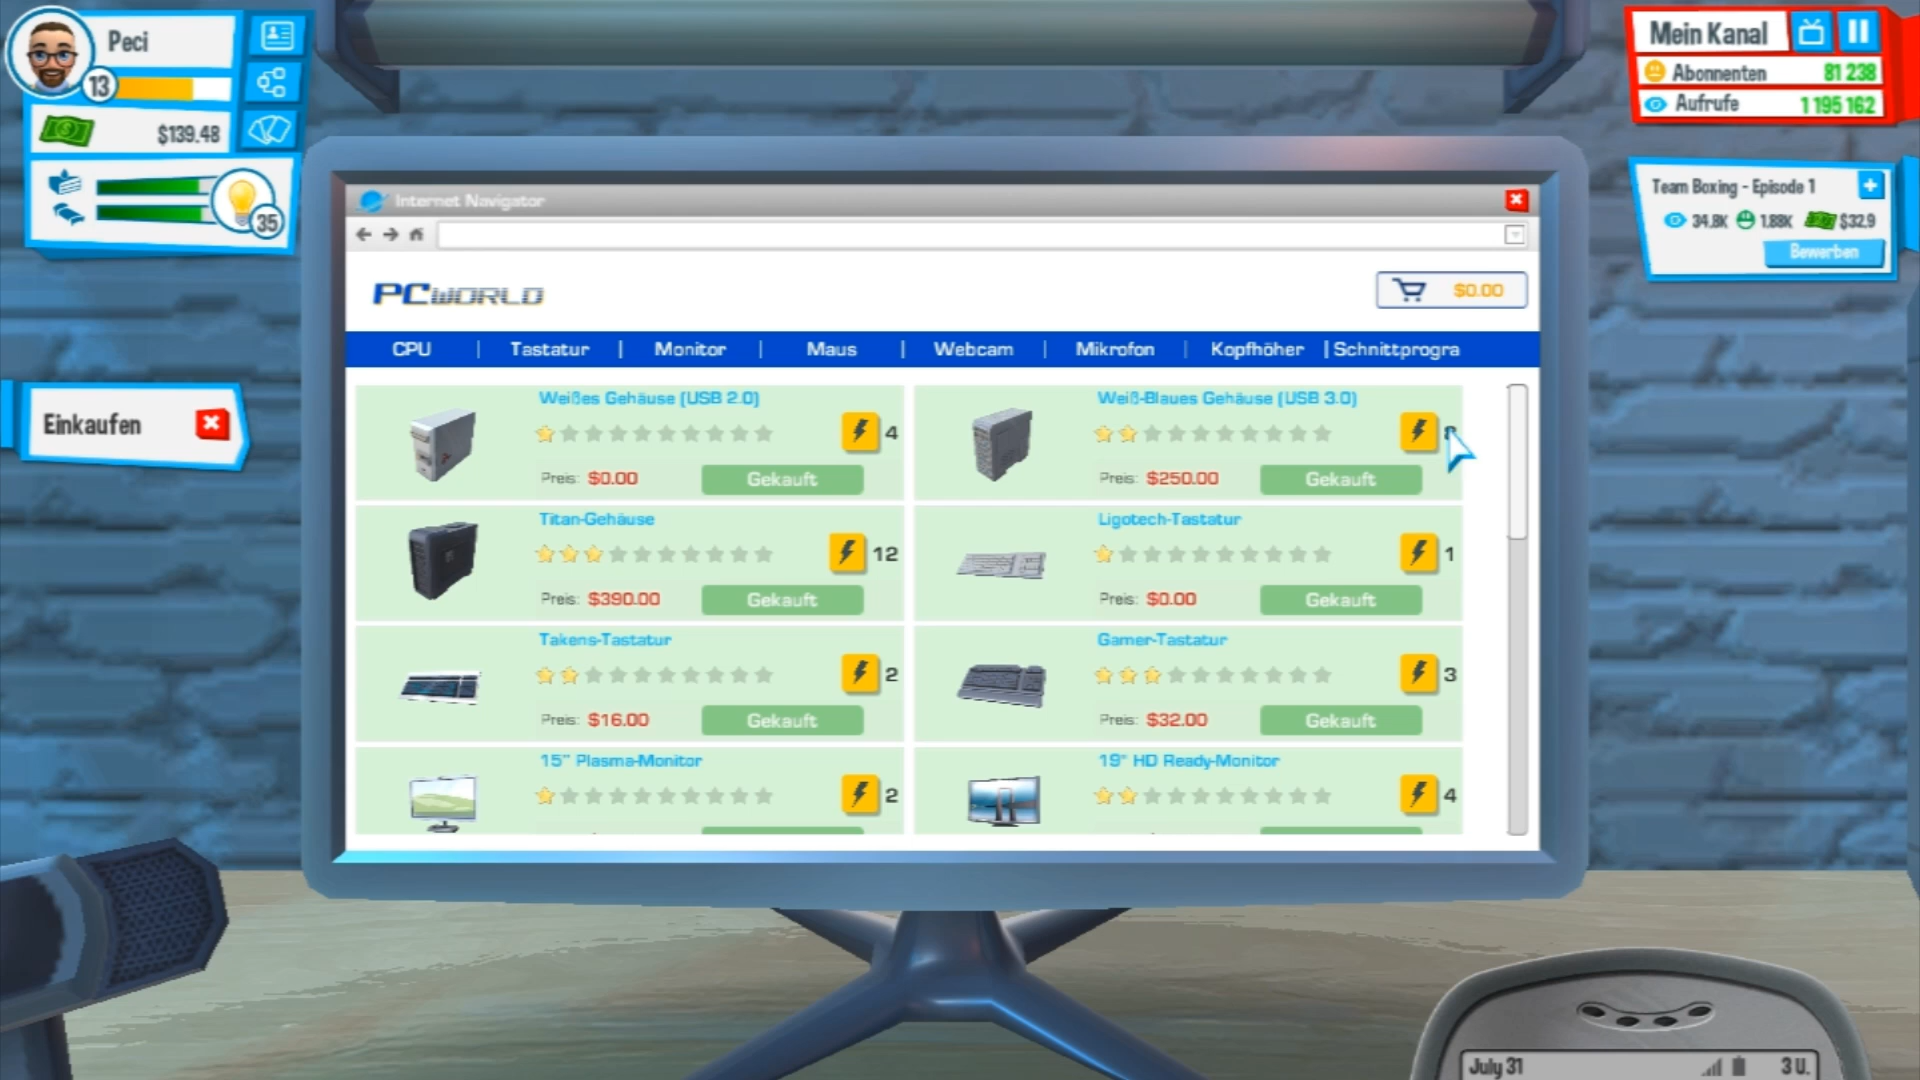 Peci
13
$139.48
35
Mein Kanal
Abonnenten 81 238
Aufrufe 1 195 162
Team Boxing - Episode 1
34.8K 1.88K $32.9
Bewerben
Einkaufen
Internet Navigator
PCWORLD
$0.00
CPU | Tastatur | Monitor | Maus | Webcam | Mikrofon | Kopfhöher | Schnittprogra
Weißes Gehäuse (USB 2.0)
4
Preis: $0.00 Gekauft
Weiß-Blaues Gehäuse (USB 3.0)
Preis: $250.00 Gekauft
Titan-Gehäuse
12
Preis: $390.00 Gekauft
Ligotech-Tastatur
1
Preis: $0.00 Gekauft
Takens-Tastatur
2
Preis: $16.00 Gekauft
Gamer-Tastatur
3
Preis: $32.00 Gekauft
15" Plasma-Monitor
2
19" HD Ready-Monitor
4
July 31 3 U.